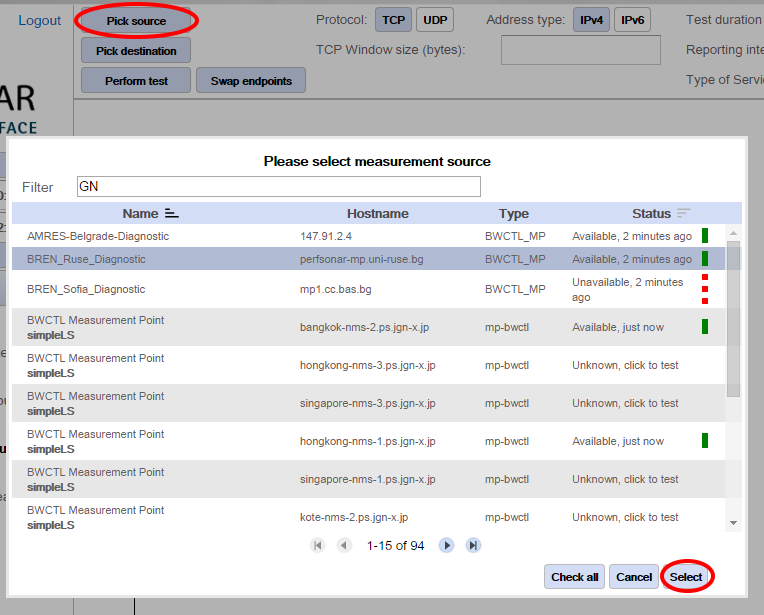 Logout
Pick source
Protocol:
TCP
UDP
Address type:
IPv4
IPv6
Test duration
Pick destination
TCP Window size (bytes):
Reporting inte
Perform test
Swap endpoints
Type of Servi
AR
FACE
Please select measurement source
Filter
GN
Name
Hostname
Type
Status
AMRES-Belgrade-Diagnostic
147.91.2.4
BWCTL_MP
Available, 2 minutes ago
BREN_Ruse_Diagnostic
perfsonar-mp.uni-ruse.bg
BWCTL_MP
Available, 2 minutes ago
BREN_Sofia_Diagnostic
mp1.cc.bas.bg
BWCTL_MP
Unavailable, 2 minutes
ago
BWCTL Measurement Point
simpleLS
bangkok-nms-2.ps.jgn-x.jp
mp-bwctl
Available, just now
BWCTL Measurement Point
simpleLS
hongkong-nms-3.ps.jgn-x.jp
mp-bwctl
Unknown, click to test
BWCTL Measurement Point
simpleLS
singapore-nms-3.ps.jgn-x.jp
mp-bwctl
Unknown, click to test
BWCTL Measurement Point
simpleLS
hongkong-nms-1.ps.jgn-x.jp
mp-bwctl
Available, just now
BWCTL Measurement Point
simpleLS
singapore-nms-1.ps.jgn-x.jp
mp-bwctl
Unknown, click to test
BWCTL Measurement Point
simpleLS
kote-nms-2.ps.jgn-x.jp
mp-bwctl
Unknown, click to test
1-15 of 94
Check all
Cancel
Select